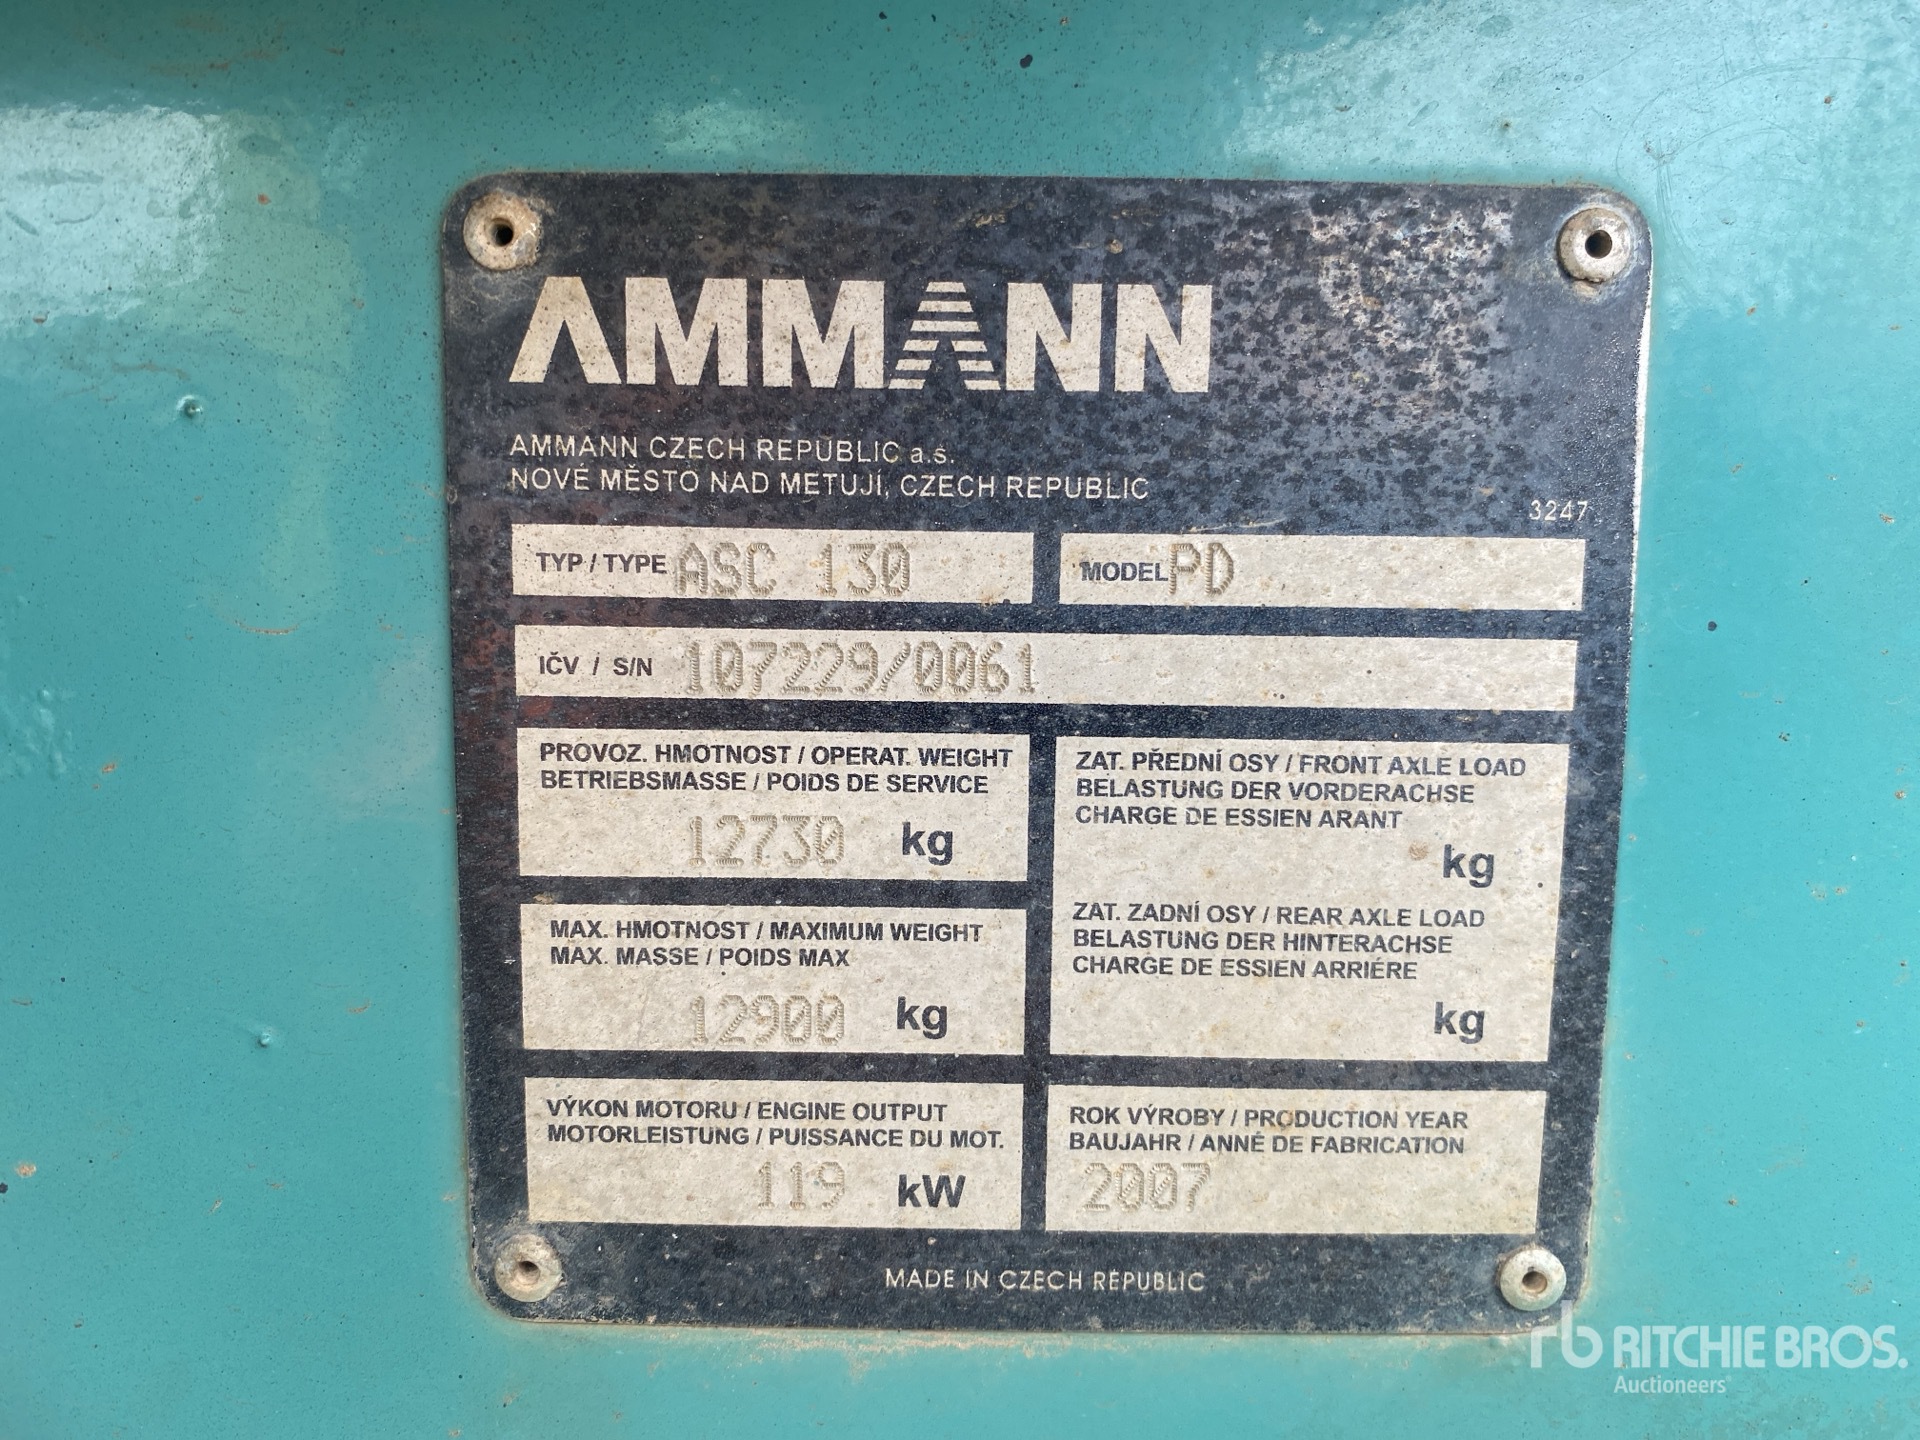 AMMANN
AMMANN CZECH REPUBLIC a.s.
NOVÉ MĚSTO NAD METUJÍ, CZECH REPUBLIC
3247
TYP / TYPE ASC 130
MODEL PD
IČV / S/N 107229/0061
PROVOZ. HMOTNOST / OPERAT. WEIGHT
BETRIEBSMASSE / POIDS DE SERVICE
12730 kg
ZAT. PŘEDNÍ OSY / FRONT AXLE LOAD
BELASTUNG DER VORDERACHSE
CHARGE DE ESSIEN ARANT
kg
MAX. HMOTNOST / MAXIMUM WEIGHT
MAX. MASSE / POIDS MAX
12900 kg
ZAT. ZADNÍ OSY / REAR AXLE LOAD
BELASTUNG DER HINTERACHSE
CHARGE DE ESSIEN ARRIÉRE
kg
VÝKON MOTORU / ENGINE OUTPUT
MOTORLEISTUNG / PUISSANCE DU MOT.
119 kW
ROK VÝROBY / PRODUCTION YEAR
BAUJAHR / ANNÉ DE FABRICATION
2007
MADE IN CZECH REPUBLIC
rb RITCHIE BROS.
Auctioneers